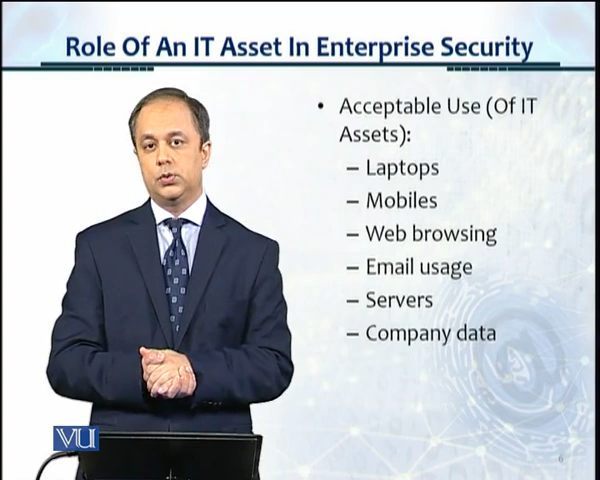 Role Of An IT Asset In Enterprise Security
• Acceptable Use (Of IT
Assets):
– Laptops
– Mobiles
– Web browsing
– Email usage
– Servers
– Company data
VU
6